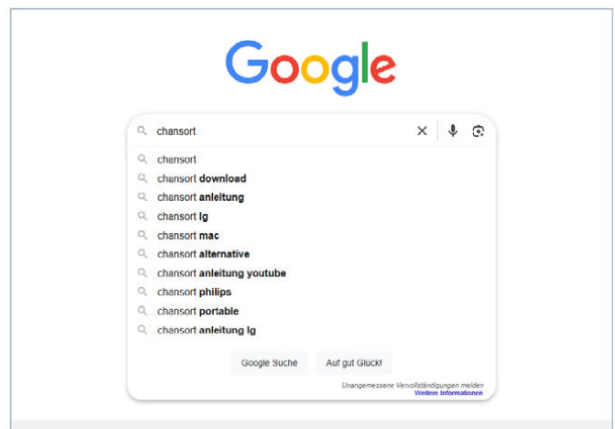 Google
chansort
chansort
chansort download
chansort anleitung
chansort lg
chansort mac
chansort alternative
chansort anleitung youtube
chansort philips
chansort portable
chansort anleitung lg
Google Suche
Auf gut Glück!
Unangemessene Vervollständigungen melden
Weitere Informationen